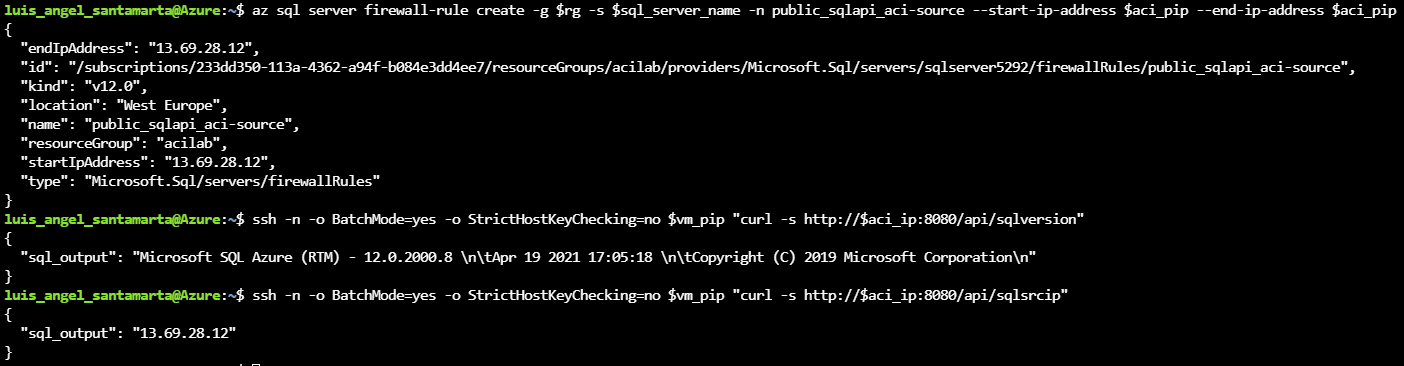 luis_angel_santamarta@Azure:~$ az sql server firewall-rule create -g $rg -s $sql_server_name -n public_sqlapi_aci-source --start-ip-address $aci_pip --end-ip-address $aci_pip
{
  "endIpAddress": "13.69.28.12",
  "id": "/subscriptions/233dd350-113a-4362-a94f-b084e3dd4ee7/resourceGroups/acilab/providers/Microsoft.Sql/servers/sqlserver5292/firewallRules/public_sqlapi_aci-source",
  "kind": "v12.0",
  "location": "West Europe",
  "name": "public_sqlapi_aci-source",
  "resourceGroup": "acilab",
  "startIpAddress": "13.69.28.12",
  "type": "Microsoft.Sql/servers/firewallRules"
}
luis_angel_santamarta@Azure:~$ ssh -n -o BatchMode=yes -o StrictHostKeyChecking=no $vm_pip "curl -s http://$aci_ip:8080/api/sqlversion"
{
  "sql_output": "Microsoft SQL Azure (RTM) - 12.0.2000.8 \n\tApr 19 2021 17:05:18 \n\tCopyright (C) 2019 Microsoft Corporation\n"
}
luis_angel_santamarta@Azure:~$ ssh -n -o BatchMode=yes -o StrictHostKeyChecking=no $vm_pip "curl -s http://$aci_ip:8080/api/sqlsrcip"
{
  "sql_output": "13.69.28.12"
}